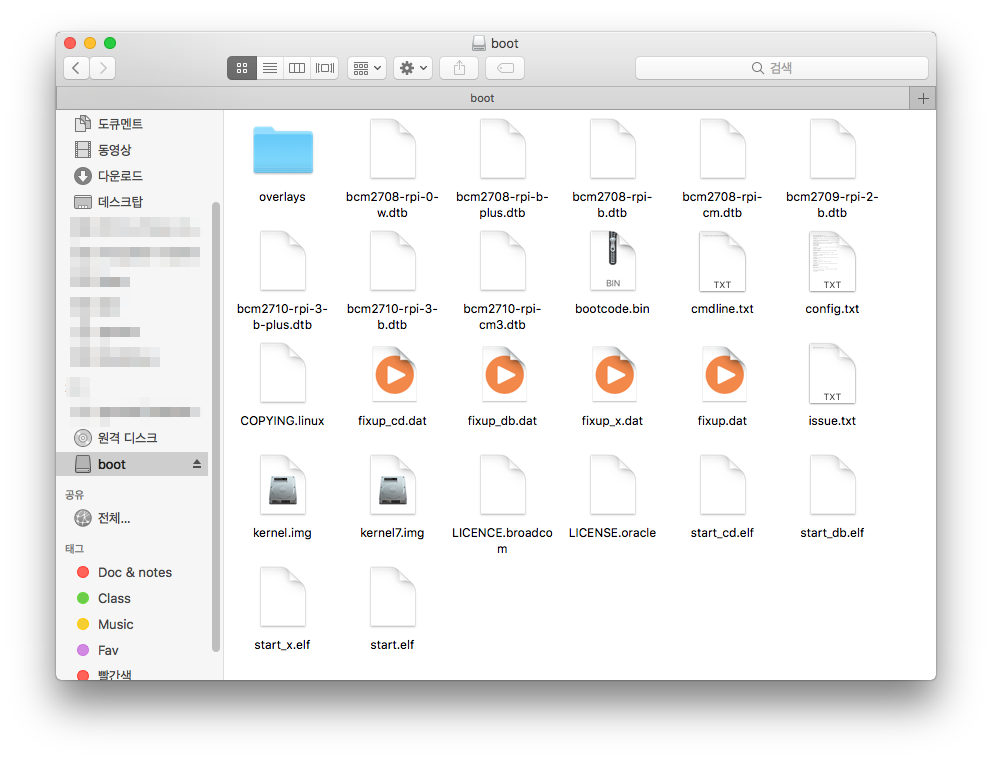 boot
검색
boot
도큐멘트
동영상
다운로드
데스크탑
원격 디스크
boot
공유
전체...
태그
Doc & notes
Class
Music
Fav
빨간색
overlays
bcm2708-rpi-0-
w.dtb
bcm2708-rpi-b-
plus.dtb
bcm2708-rpi-
b.dtb
bcm2708-rpi-
cm.dtb
bcm2709-rpi-2-
b.dtb
bcm2710-rpi-3-
b-plus.dtb
bcm2710-rpi-3-
b.dtb
bcm2710-rpi-
cm3.dtb
BIN
bootcode.bin
TXT
cmdline.txt
TXT
config.txt
COPYING.linux
fixup_cd.dat
fixup_db.dat
fixup_x.dat
fixup.dat
TXT
issue.txt
kernel.img
kernel7.img
LICENCE.broadco
m
LICENSE.oracle
start_cd.elf
start_db.elf
start_x.elf
start.elf